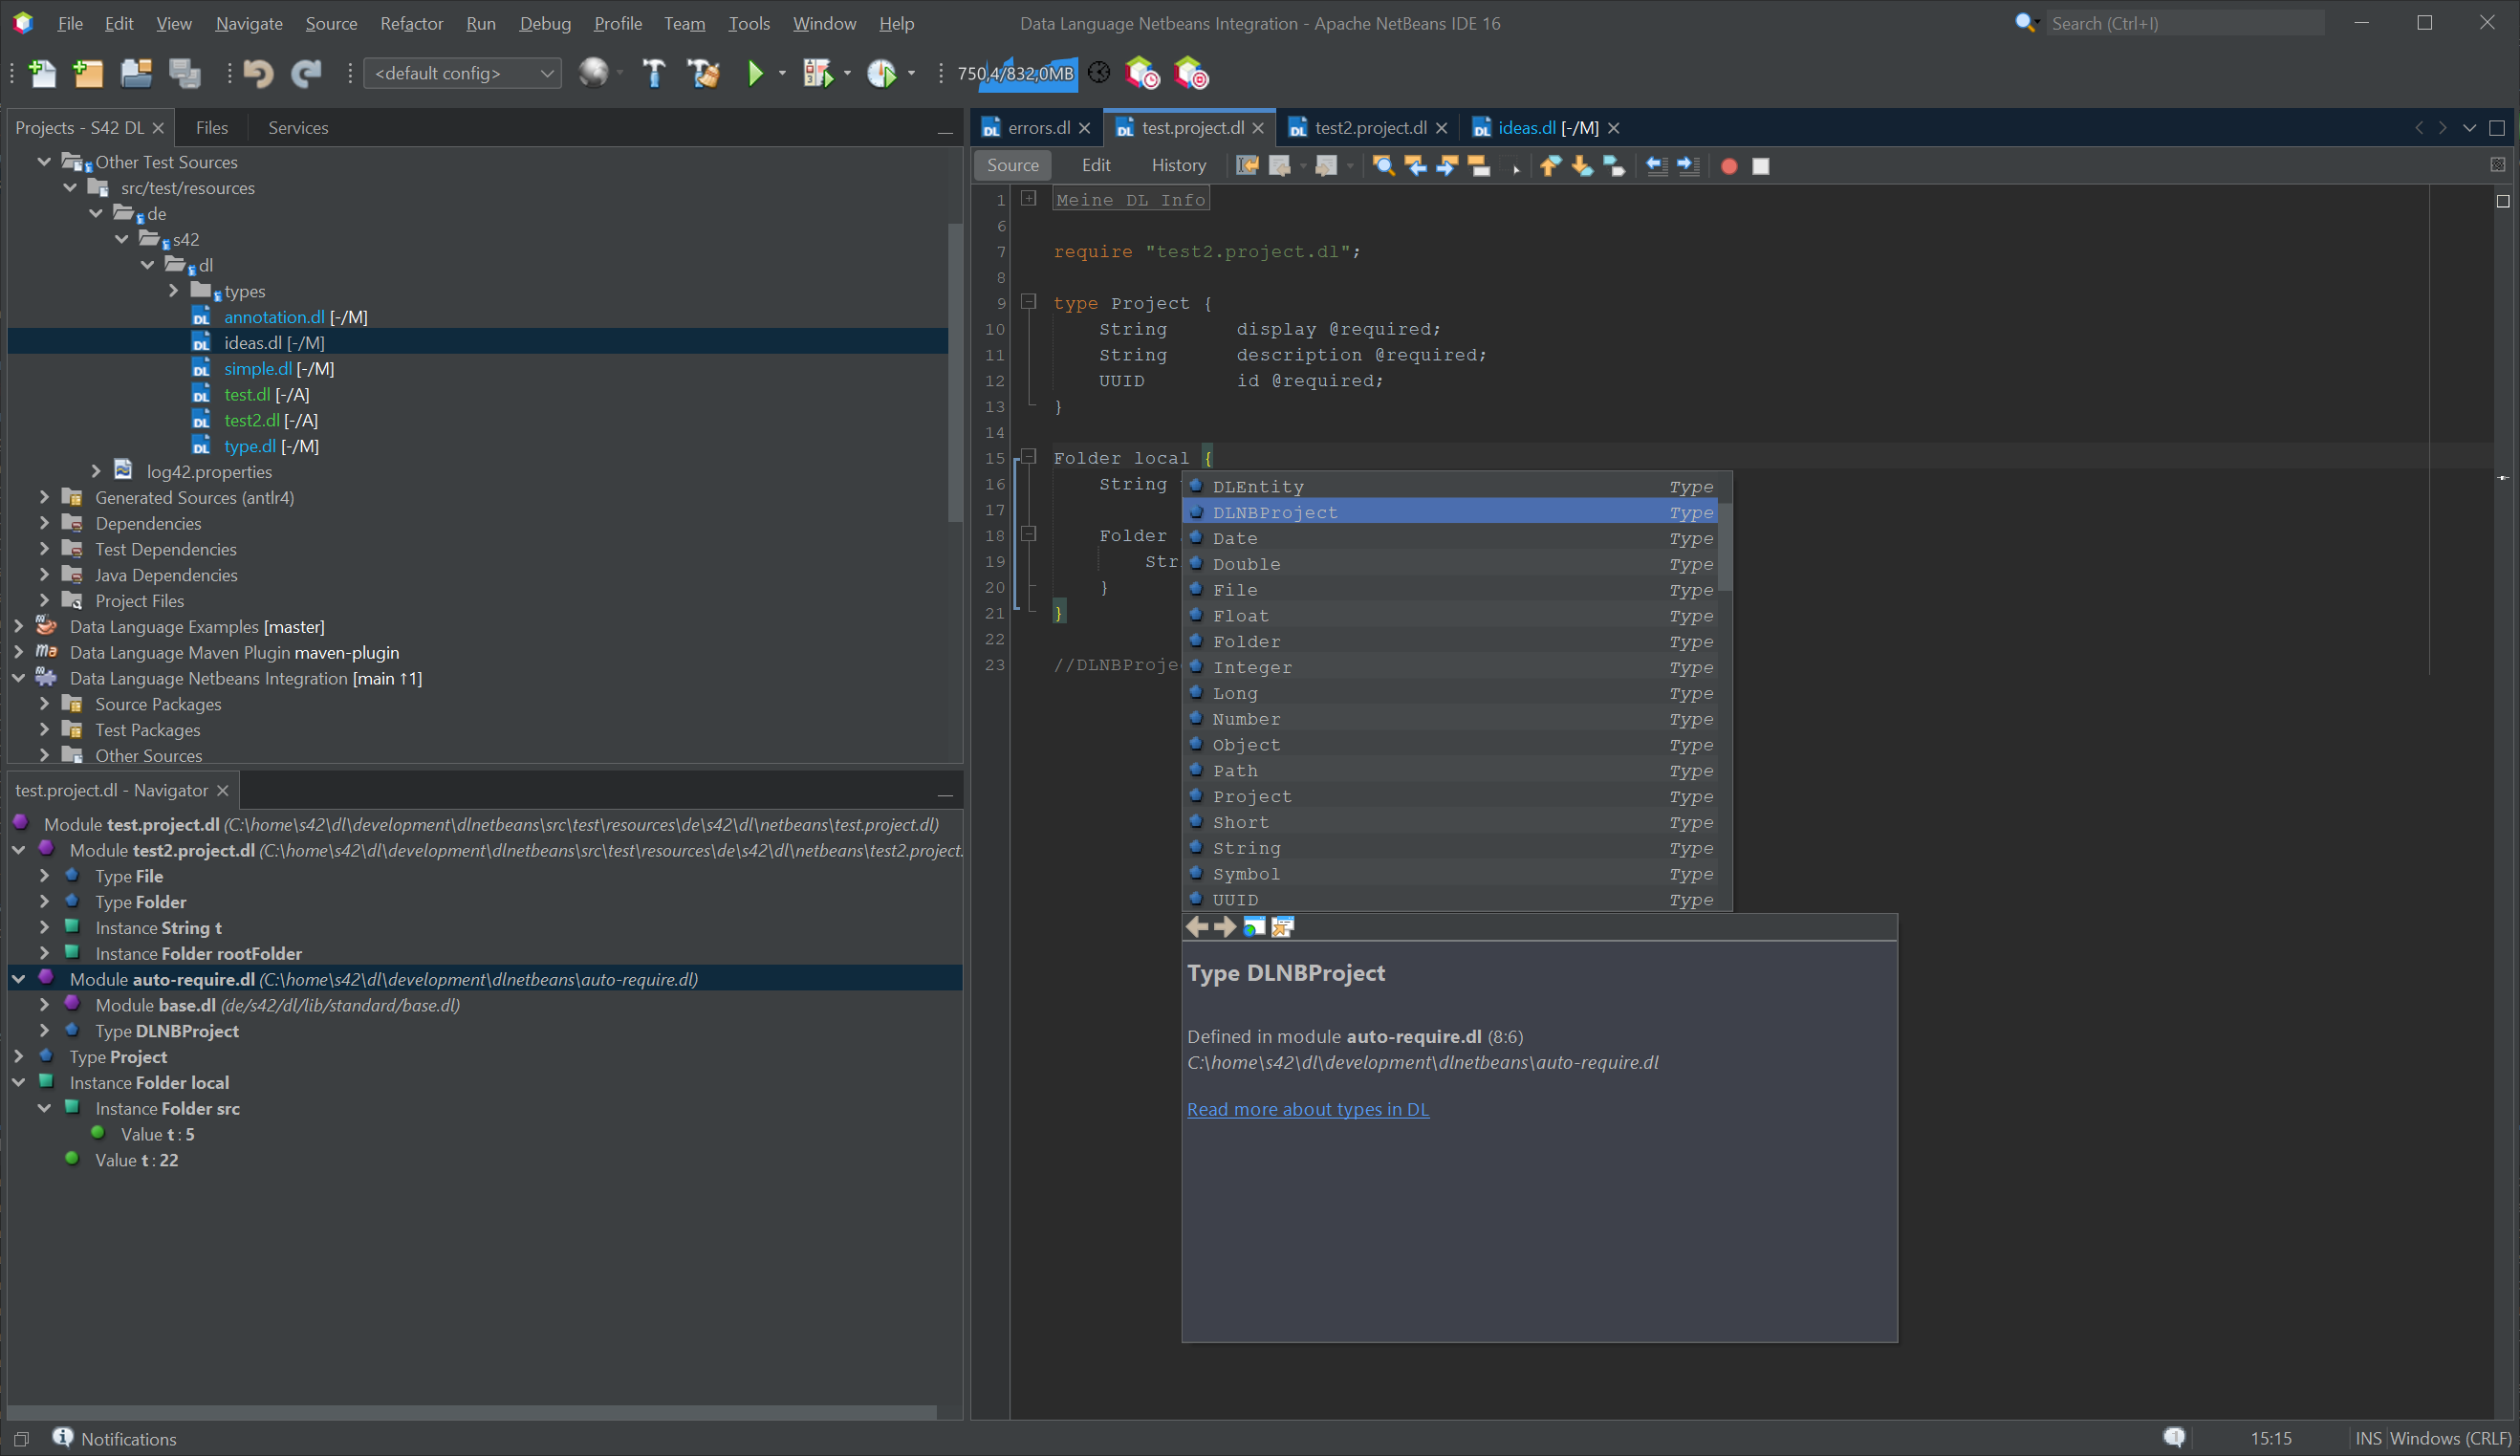 File Edit View Navigate Source Refactor Run Debug Profile Team Tools Window Help
Data Language Netbeans Integration - Apache NetBeans IDE 16
Search (Ctrl+I)
<default config>
750,4/832,0MB
Projects - S42 DL
Files
Services
Other Test Sources
src/test/resources
de
s42
dl
types
annotation.dl [-/M]
ideas.dl [-/M]
simple.dl [-/M]
test.dl [-/A]
test2.dl [-/A]
type.dl [-/M]
log42.properties
Generated Sources (antlr4)
Dependencies
Test Dependencies
Java Dependencies
Project Files
Data Language Examples [master]
Data Language Maven Plugin maven-plugin
Data Language Netbeans Integration [main ↑1]
Source Packages
Test Packages
Other Sources
test.project.dl - Navigator
Module test.project.dl (C:\home\s42\dl\development\dlnetbeans\src\test\resources\de\s42\dl\netbeans\test.project.dl)
Module test2.project.dl (C:\home\s42\dl\development\dlnetbeans\src\test\resources\de\s42\dl\netbeans\test2.project.
Type File
Type Folder
Instance String t
Instance Folder rootFolder
Module auto-require.dl (C:\home\s42\dl\development\dlnetbeans\auto-require.dl)
Module base.dl (de/s42/dl/lib/standard/base.dl)
Type DLNBProject
Type Project
Instance Folder local
Instance Folder src
Value t : 5
Value t : 22
errors.dl
test.project.dl
test2.project.dl
ideas.dl [-/M]
Source Edit History
1 Meine DL Info
6
7 require "test2.project.dl";
8
9 type Project {
10 String display @required;
11 String description @required;
12 UUID id @required;
13 }
14
15 Folder local {
16 String
17
18 Folder
19 Str
20 }
21 }
22
23 //DLNBProje
DLEntity Type
DLNBProject Type
Date Type
Double Type
File Type
Float Type
Folder Type
Integer Type
Long Type
Number Type
Object Type
Path Type
Project Type
Short Type
String Type
Symbol Type
UUID Type
Type DLNBProject
Defined in module auto-require.dl (8:6)
C:\home\s42\dl\development\dlnetbeans\auto-require.dl
Read more about types in DL
Notifications
1
15:15
INS
Windows (CRLF)